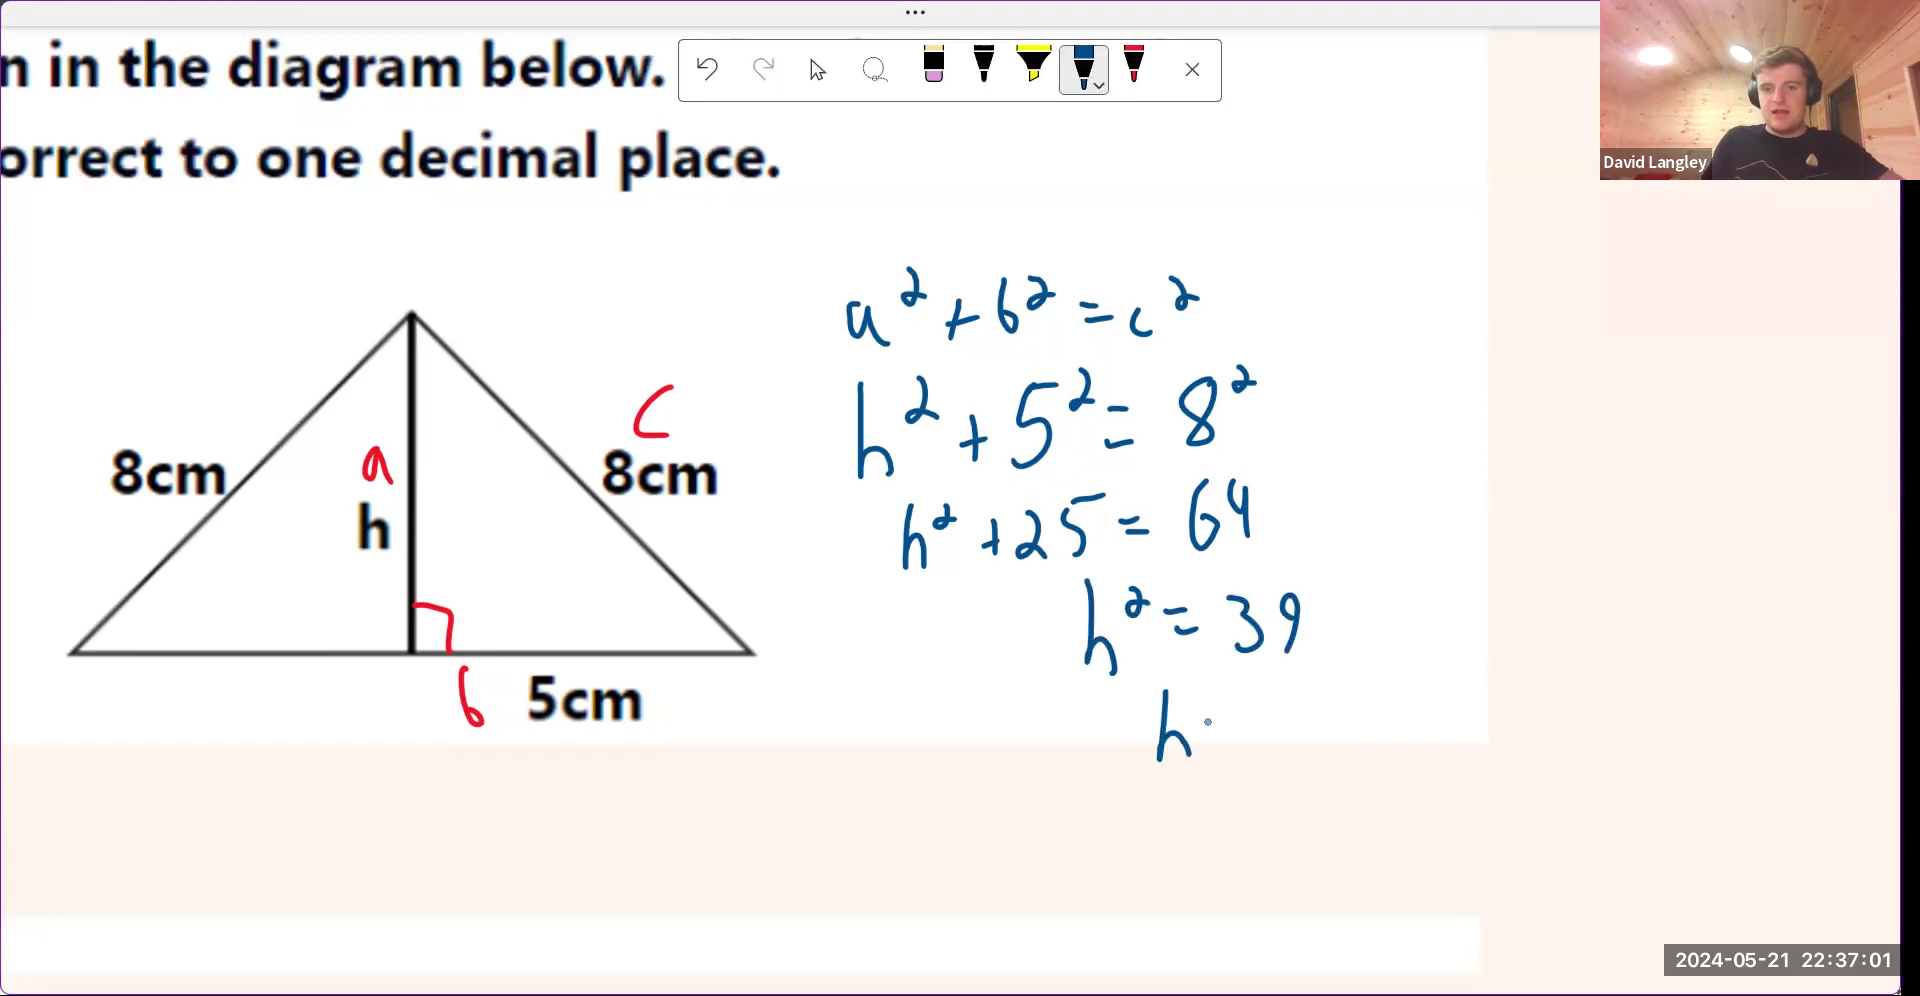 n in the diagram below.
orrect to one decimal place.
David Langley
a² + b² = c²
c
h² + 5² = 8²
a
8cm
8cm
h
h² + 25 = 64
h² = 39
b
5cm
h
2024-05-21 22:37:01